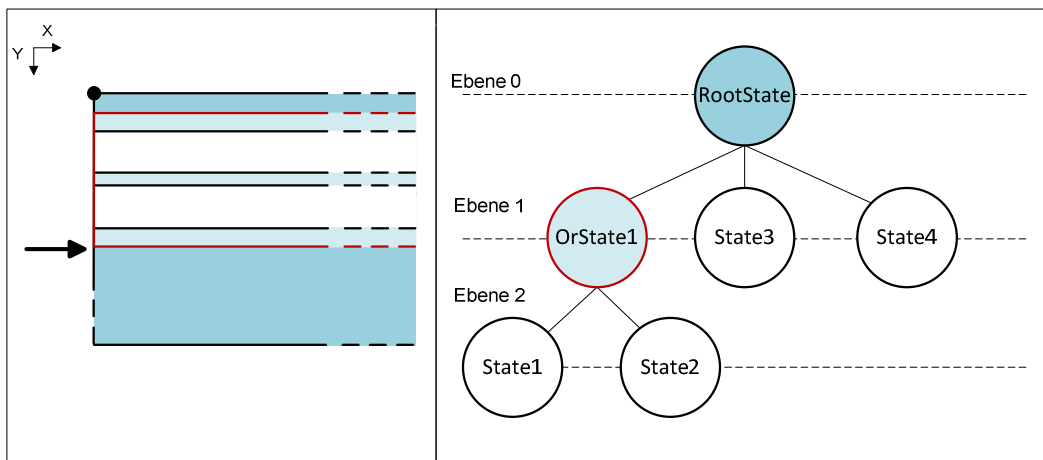 X
Y
Ebene 0
RootState
Ebene 1
OrState1
State3
State4
Ebene 2
State1
State2